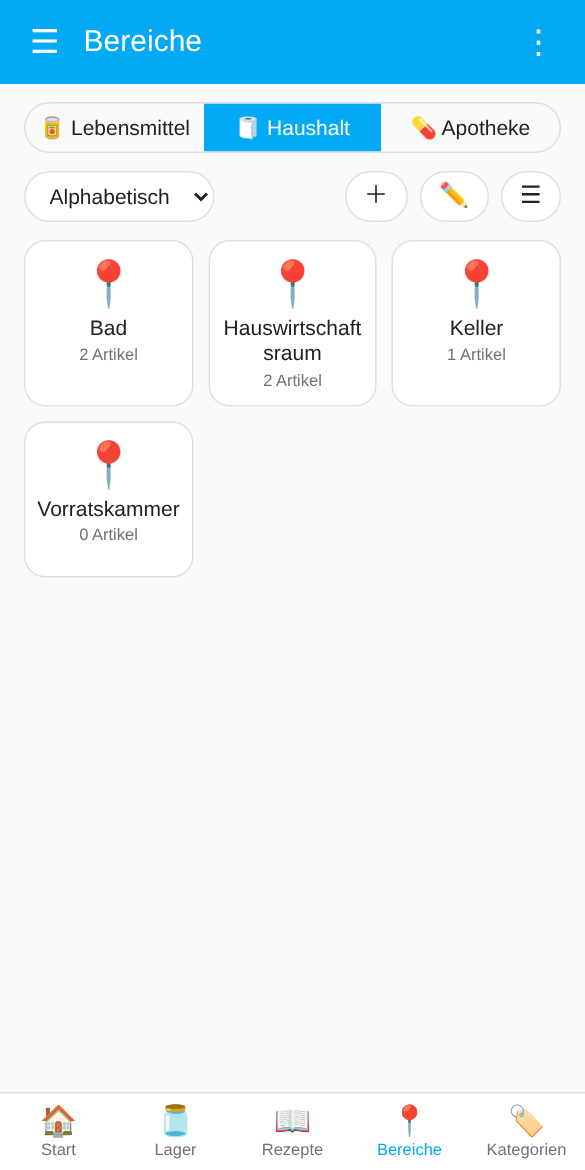 Bereiche
Lebensmittel Haushalt Apotheke
Alphabetisch
Bad
2 Artikel
Hauswirtschaft
sraum
2 Artikel
Keller
1 Artikel
Vorratskammer
0 Artikel
Start Lager Rezepte Bereiche Kategorien